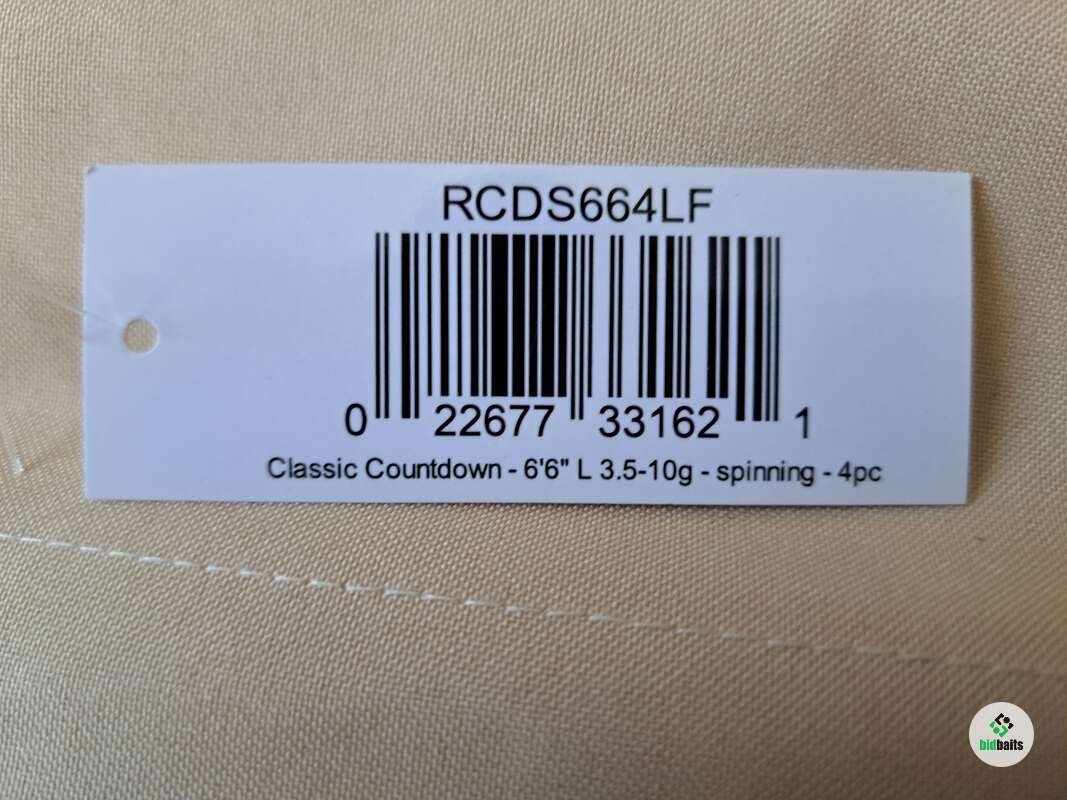 RCDS664LF
0 22677 33162 1
Classic Countdown - 6'6" L 3.5-10g - spinning - 4pc
bidbaits